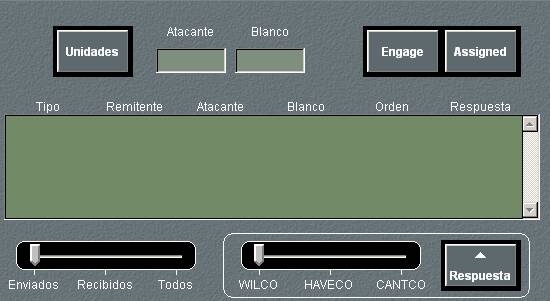 Unidades
Atacante Blanco
Engage Assigned
Tipo Remitente Atacante Blanco Orden Respuesta
Enviados Recibidos Todos
WILCO HAVECO CANTCO
Respuesta